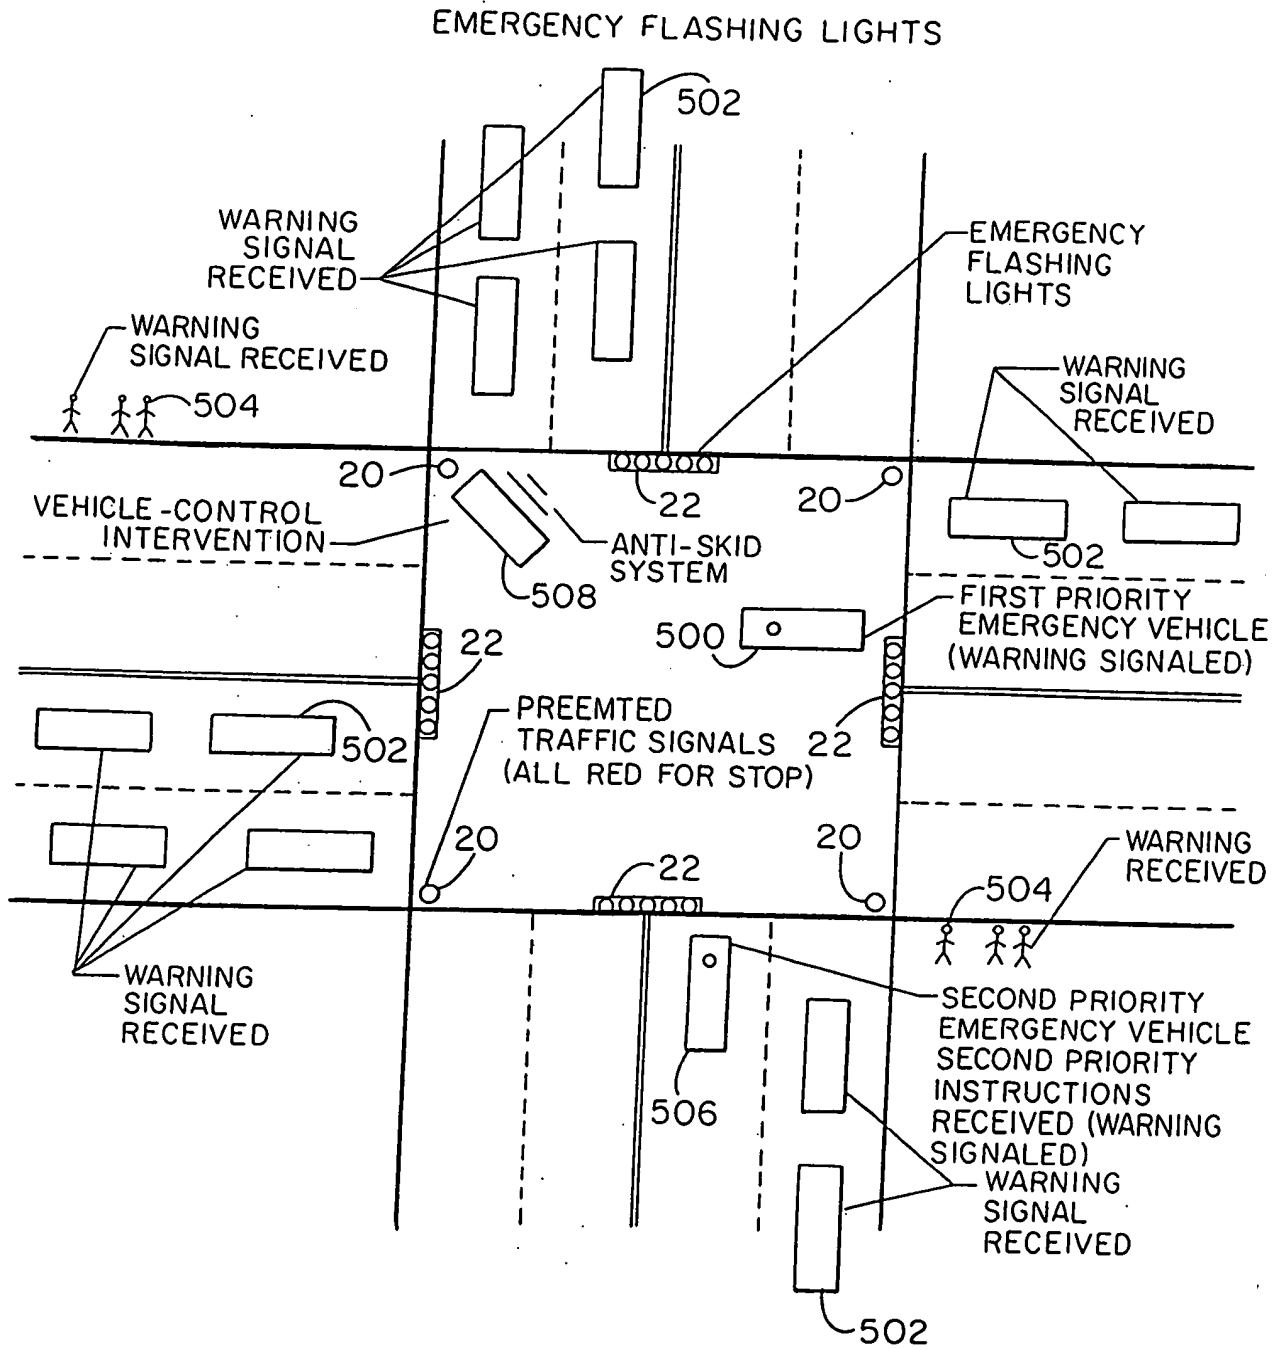 EMERGENCY FLASHING LIGHTS
502
WARNING
SIGNAL
RECEIVED
EMERGENCY
FLASHING
LIGHTS
WARNING
SIGNAL RECEIVED
504
WARNING
SIGNAL
RECEIVED
20
22
20
VEHICLE-CONTROL
INTERVENTION
ANTI-SKID
SYSTEM
508
502
500
FIRST PRIORITY
EMERGENCY VEHICLE
(WARNING SIGNALED)
22
502
PREEMTED
TRAFFIC SIGNALS
(ALL RED FOR STOP)
22
20
22
20
WARNING
RECEIVED
504
WARNING
SIGNAL
RECEIVED
506
SECOND PRIORITY
EMERGENCY VEHICLE
SECOND PRIORITY
INSTRUCTIONS
RECEIVED (WARNING
SIGNALED)
WARNING
SIGNAL
RECEIVED
502